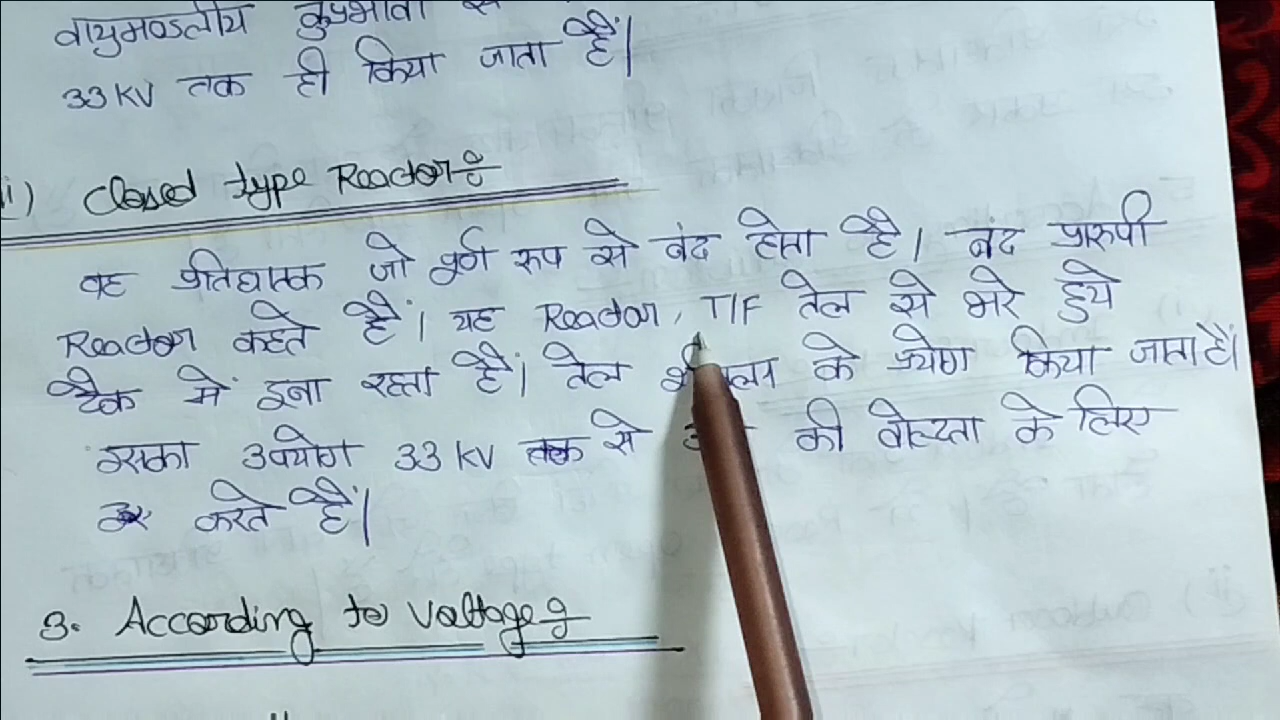 वायुमण्डलीय कुप्रभावो से
33 KV तक ही किया जाता है।
ii) Closed type Reactor:-
वह प्रतिघातक जो पूर्ण रूप से बंद होता है। बंद प्रारुपी
Reactor कहते हैं। यह Reactor, T/F तेल से भरे हुये
टैंक में डूबा रहता है। तेल के प्रयोग किया जाता है।
इसका उपयोग 33 KV तक से की वोल्टता के लिए
करते हैं।
3. According to Voltage:-